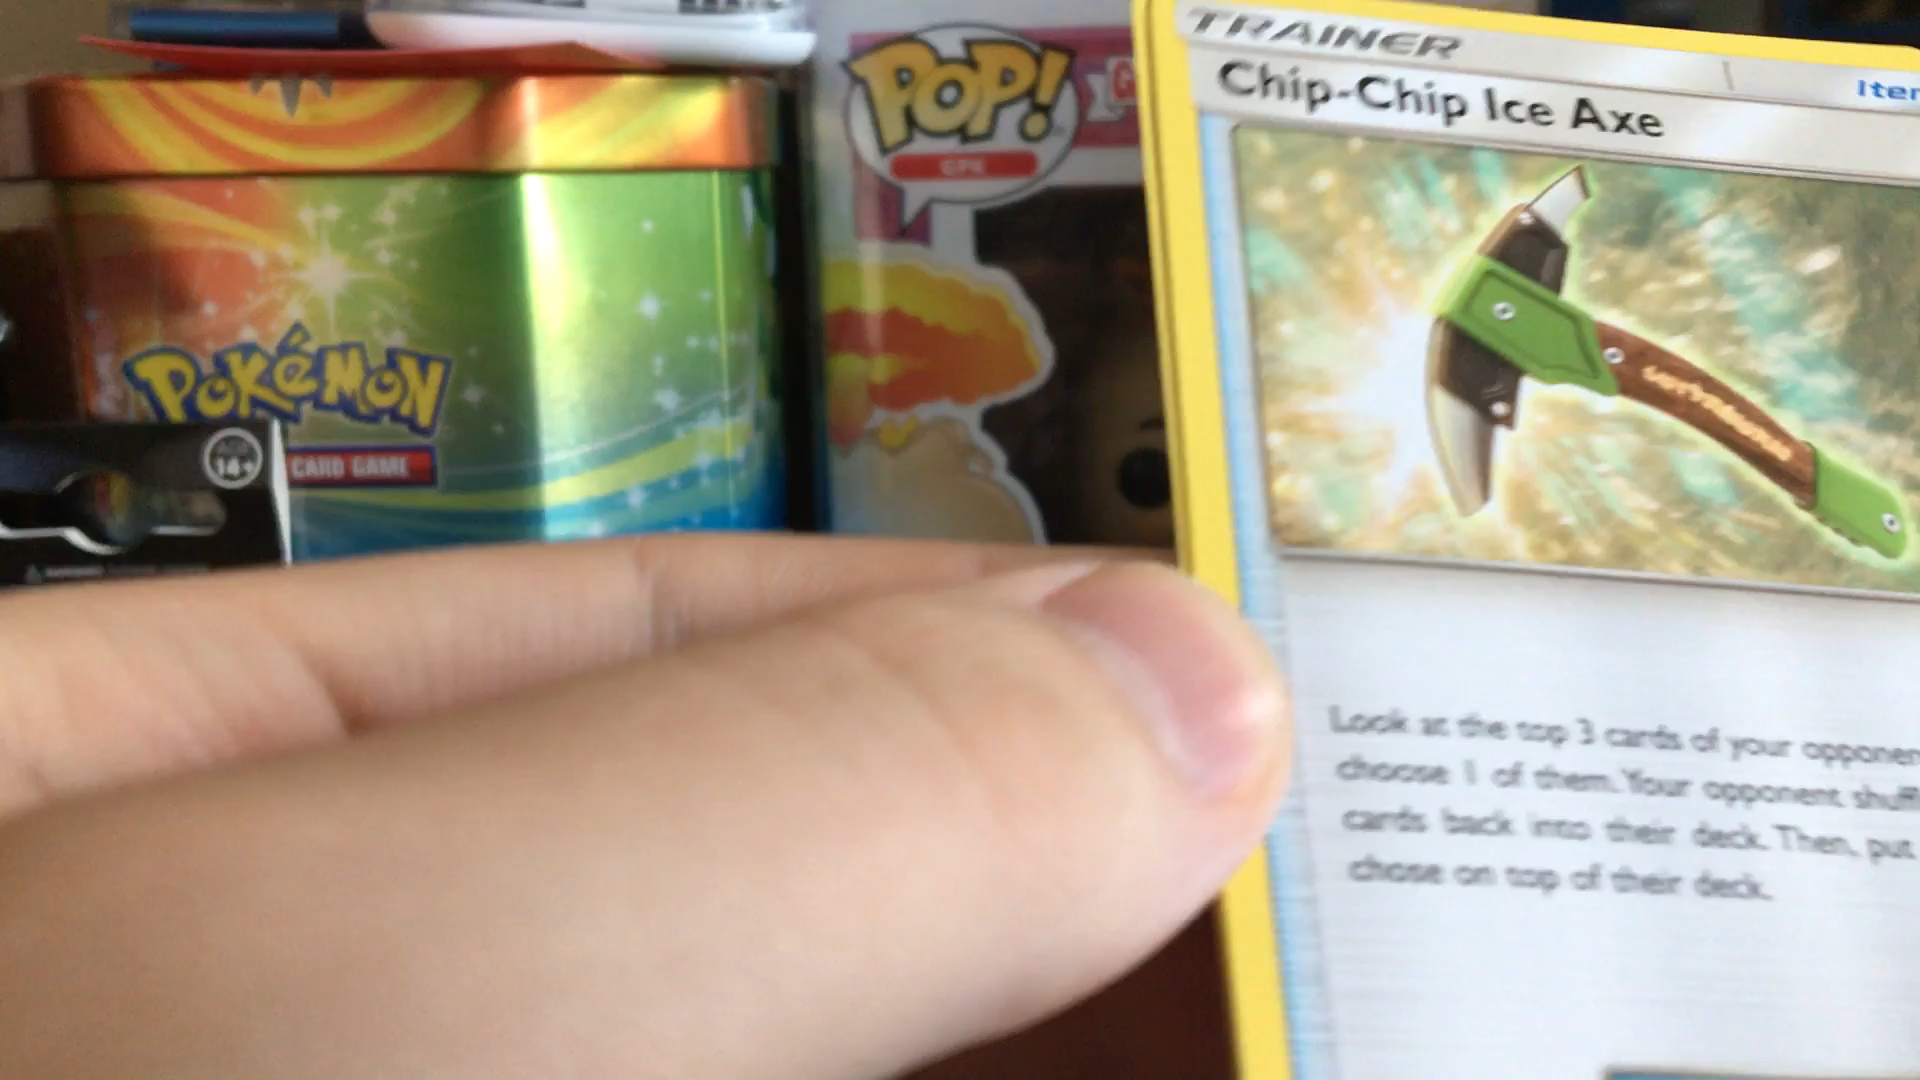 TRAINER
Item
Chip-Chip Ice Axe
POP!
POKéMON
CARD GAME
14+
Look at the top 3 cards of your
choose 1 of them. Your opponent
cards back into their deck. Then, put
chose on top of their deck.